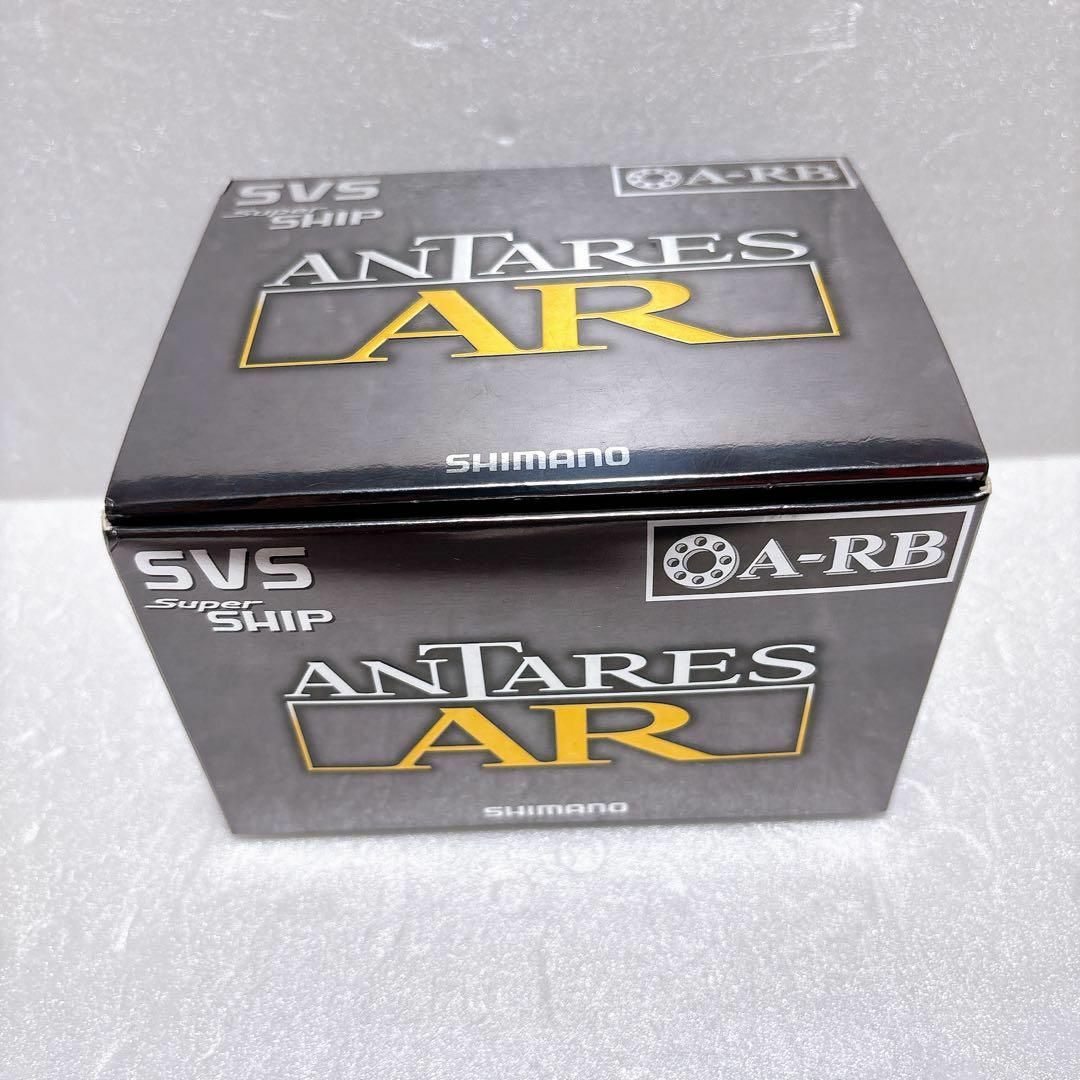 SVS
Super
SHIP
A-RB
ANTARES
AR
SHIMANO
SVS
Super
SHIP
A-RB
ANTARES
AR
SHIMANO